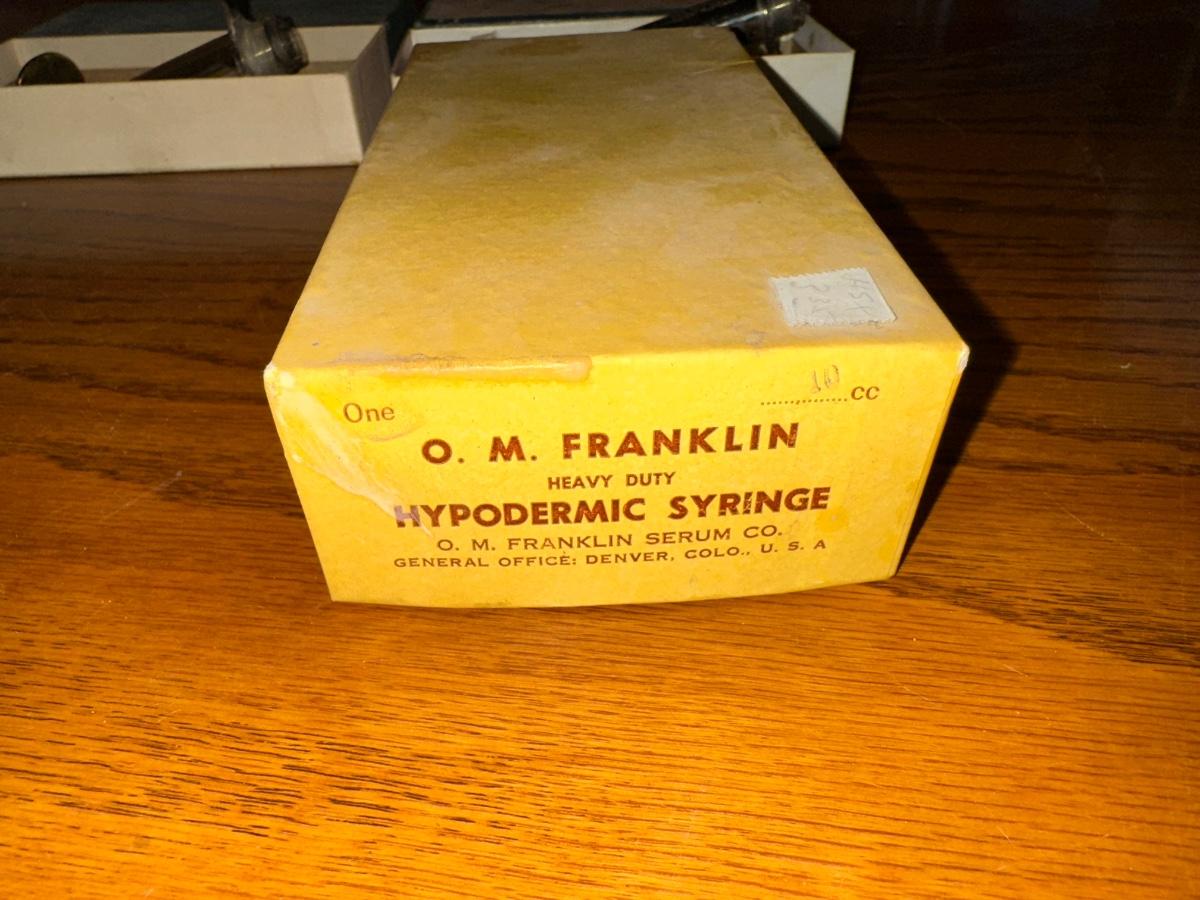 One
10 cc
O. M. FRANKLIN
HEAVY DUTY
HYPODERMIC SYRINGE
O. M. FRANKLIN SERUM CO.
GENERAL OFFICE: DENVER, COLO., U. S. A